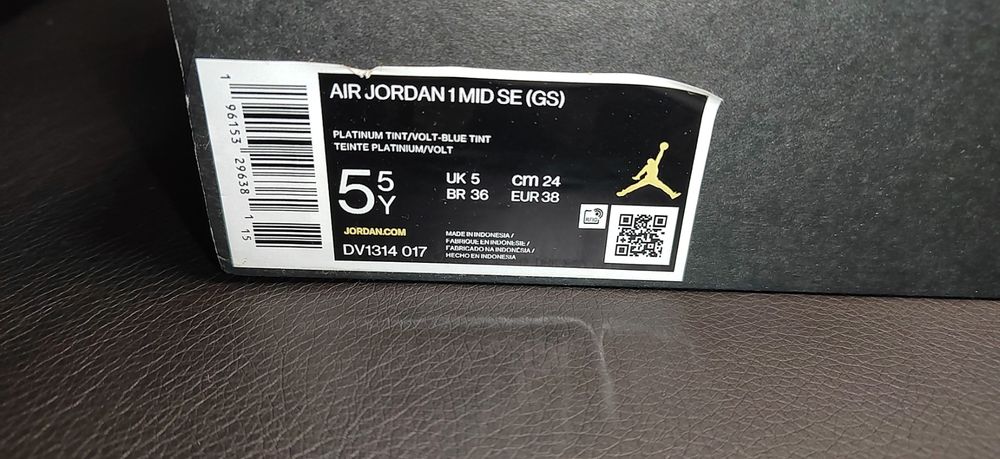 AIR JORDAN 1 MID SE (GS)
PLATINUM TINT/VOLT-BLUE TINT
TEINTE PLATINIUM/VOLT
5 5 Y
UK 5 cm 24
BR 36 EUR 38
JORDAN.COM
DV1314 017
MADE IN INDONESIA /
FABRIQUE EN INDONESIE /
FABRICADO NA INDONÉSIA /
HECHO EN INDONESIA
RFID
1 96153 29638 15